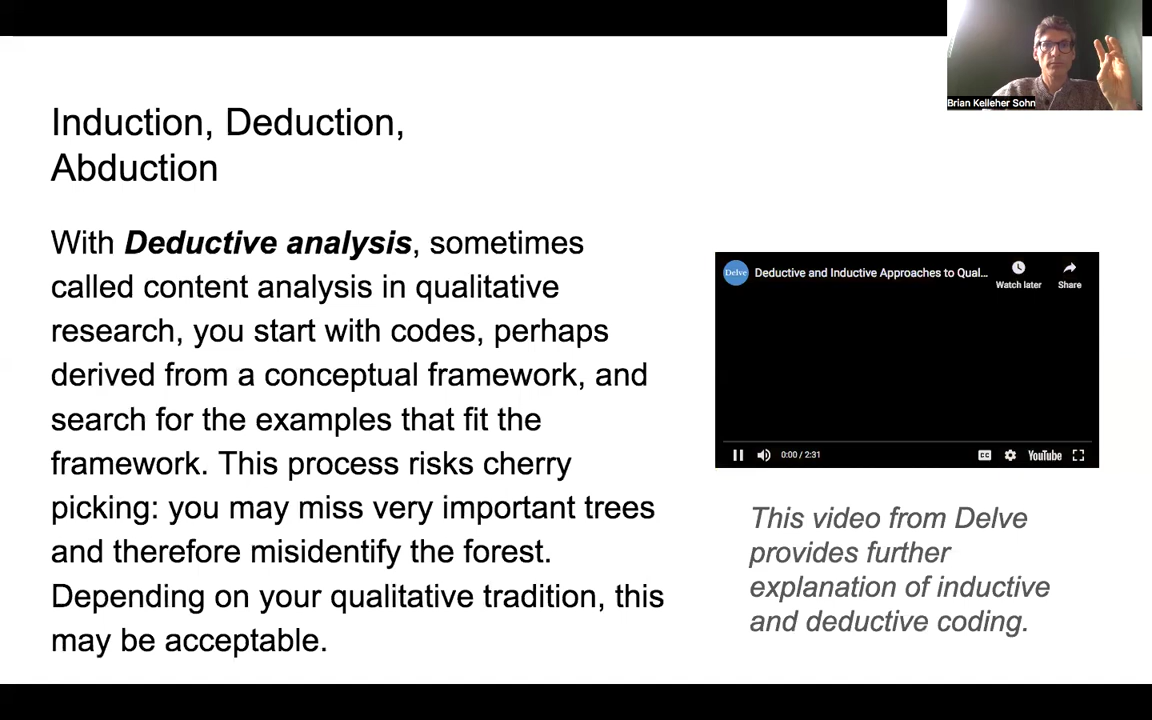 Brian Kelleher Sohn
Induction, Deduction,
Abduction
With Deductive analysis, sometimes
called content analysis in qualitative
research, you start with codes, perhaps
derived from a conceptual framework, and
search for the examples that fit the
framework. This process risks cherry
picking: you may miss very important trees
and therefore misidentify the forest.
Depending on your qualitative tradition, this
may be acceptable.
Delve
Deductive and Inductive Approaches to Qual...
Watch later
Share
0:00 / 2:31
CC
YouTube
This video from Delve
provides further
explanation of inductive
and deductive coding.